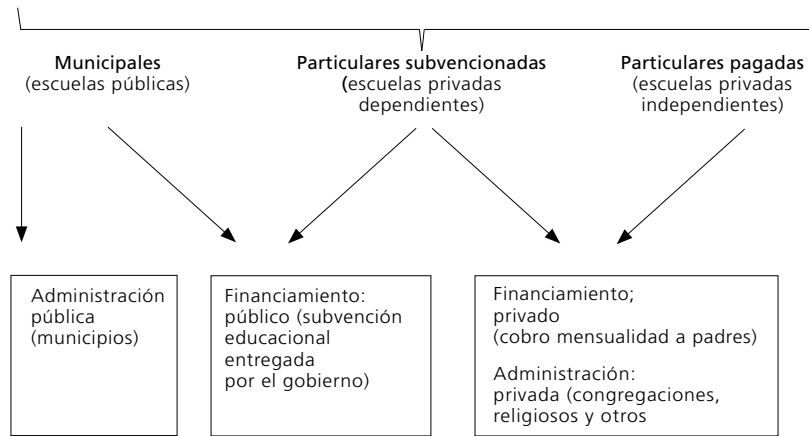 Municipales
(escuelas públicas)
Particulares subvencionadas
(escuelas privadas
dependientes)
Particulares pagadas
(escuelas privadas
independientes)
Administración
pública
(municipios)
Financiamiento:
público (subvención
educacional
entregada
por el gobierno)
Financiamiento;
privado
(cobro mensualidad a padres)
Administración:
privada (congregaciones,
religiosos y otros